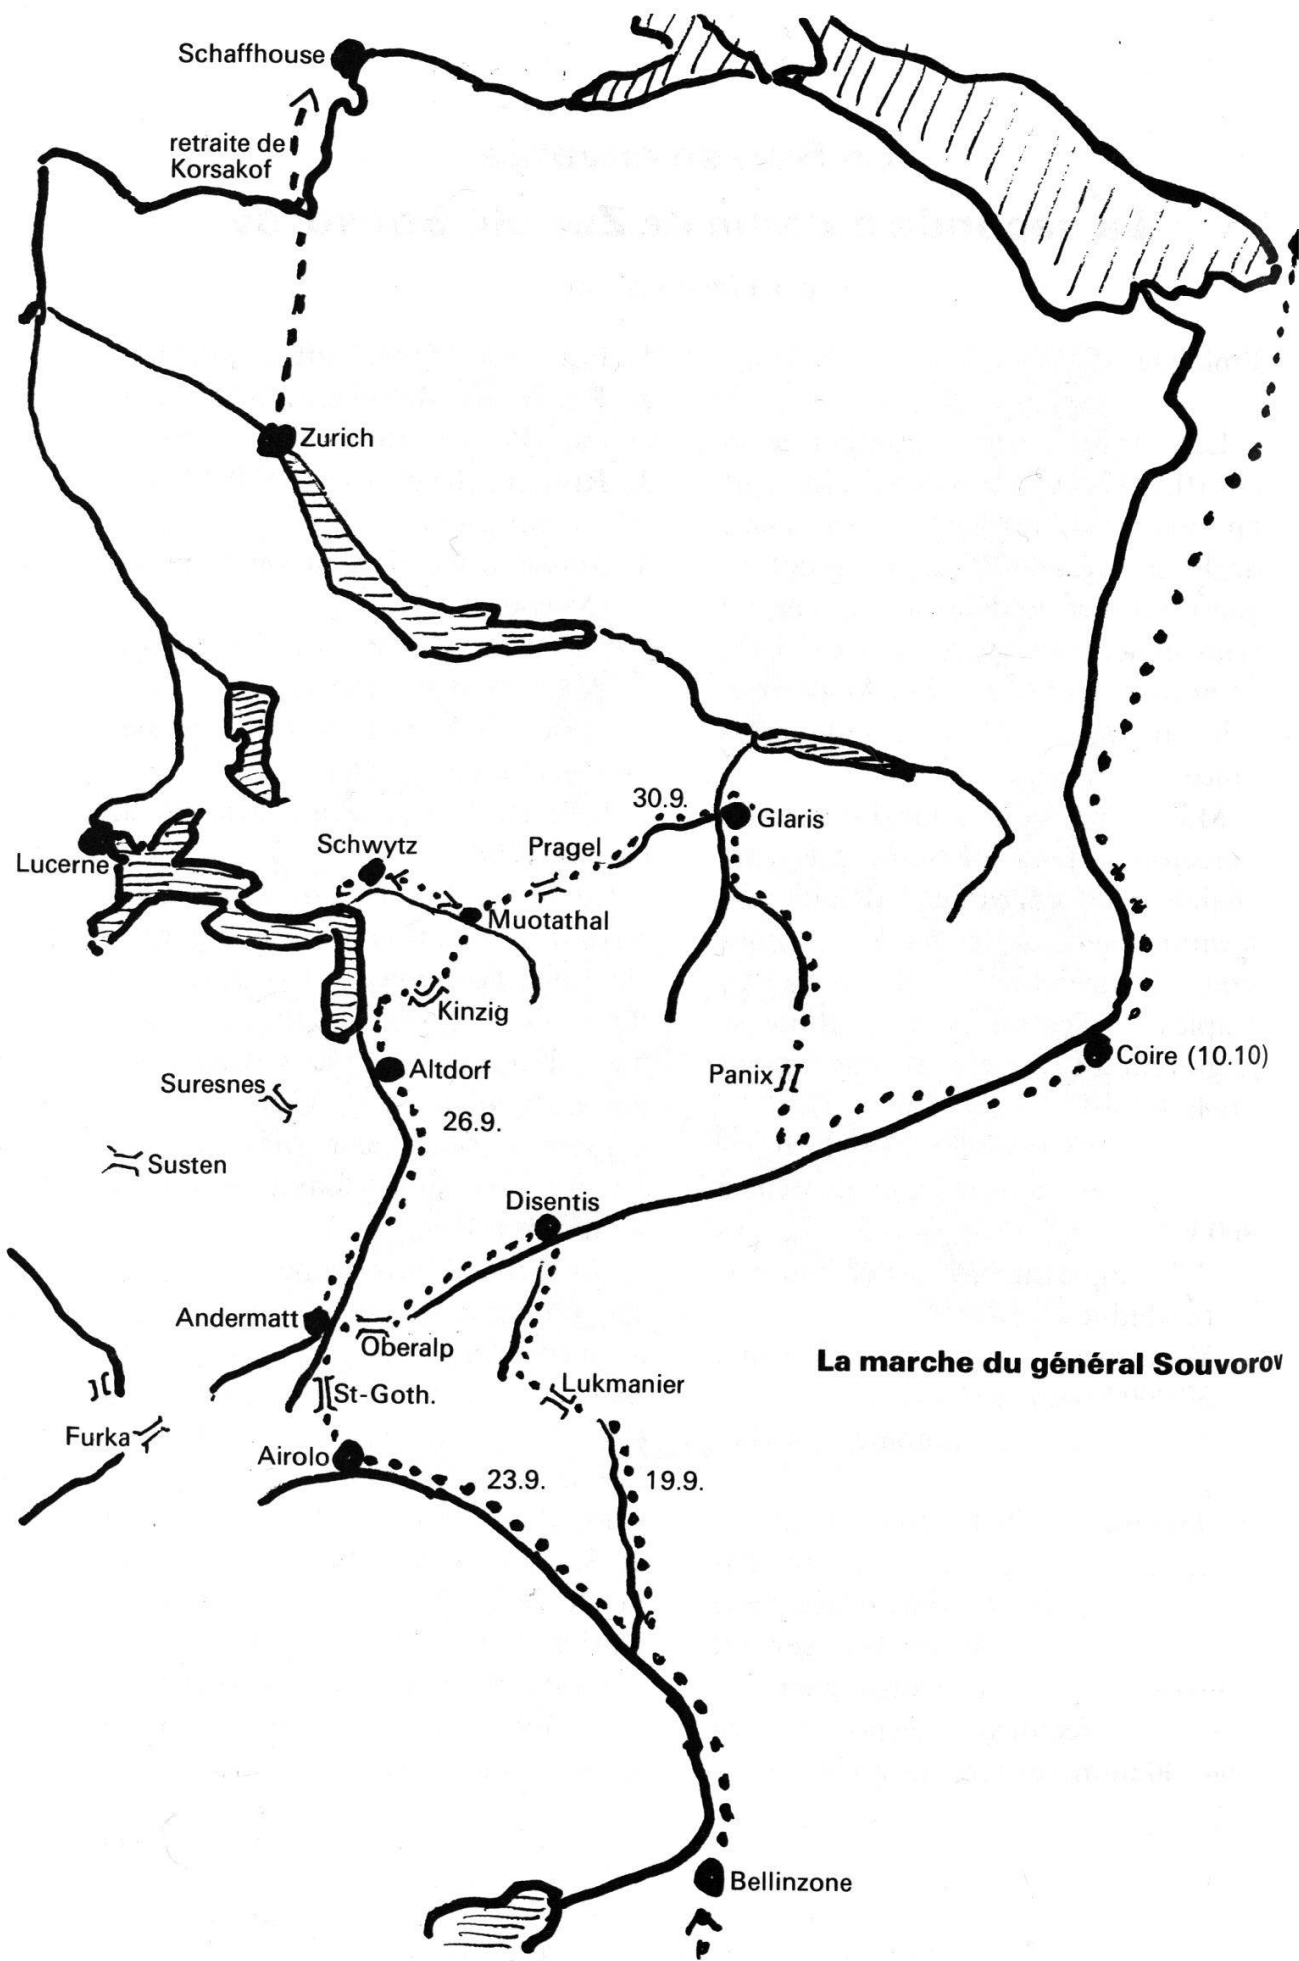 Schaffhouse
retraite de
Korsakof
Zurich
30.9.
Glaris
Schwytz
Pragel
Lucerne
Muotathal
Kinzig
Altdorf
Coire (10.10)
Suresnes
Panix
26.9.
Susten
Disentis
Andermatt
Oberalp
La marche du général Souvorov
St-Goth.
Lukmanier
Furka
Airolo
23.9.
19.9.
Bellinzone